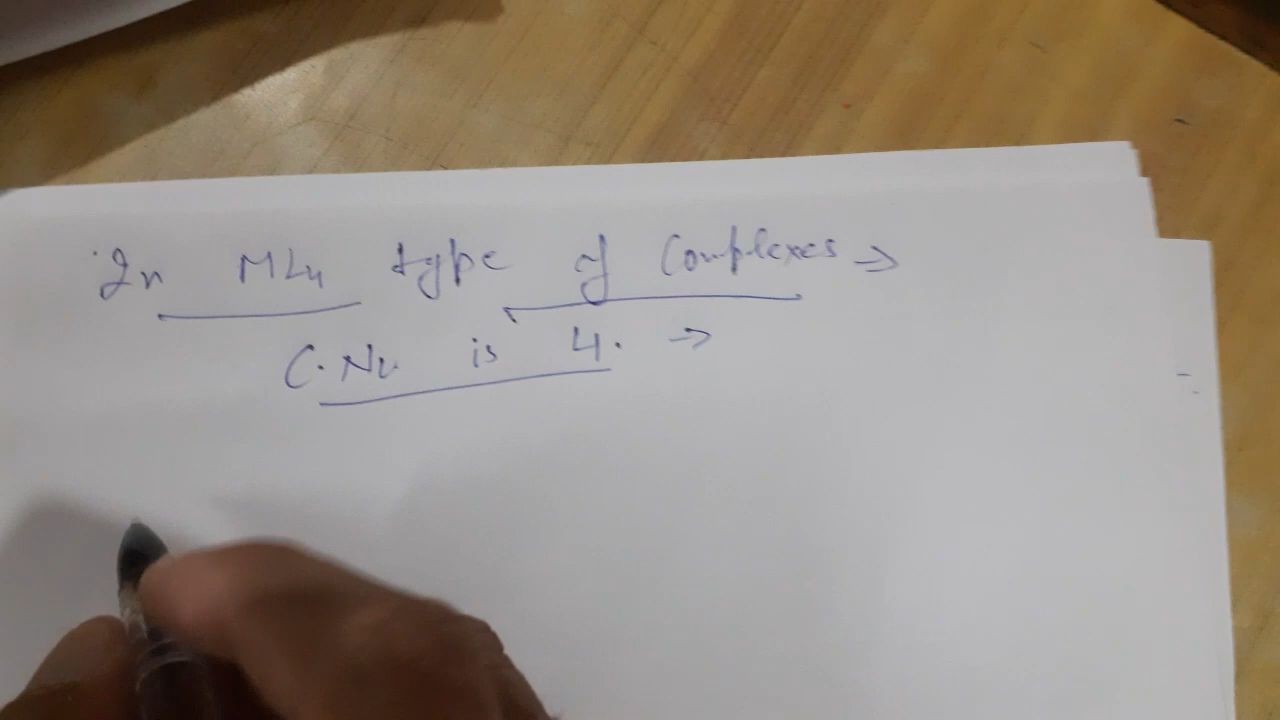 In ML4 type of Complexes →
C.No. is 4. →